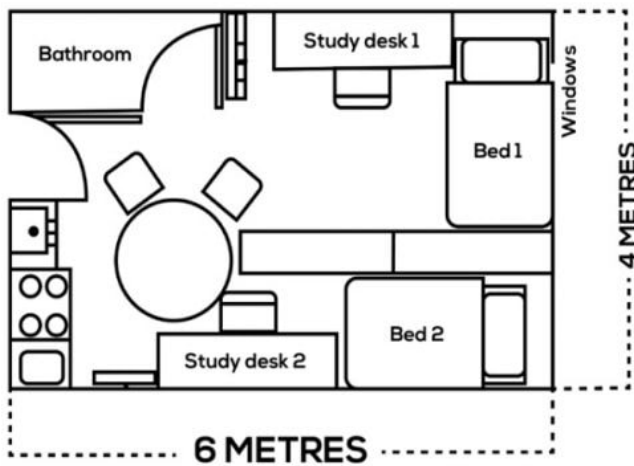 Bathroom
Study desk 1
Windows
Bed 1
4 METRES
Bed 2
Study desk 2
6 METRES